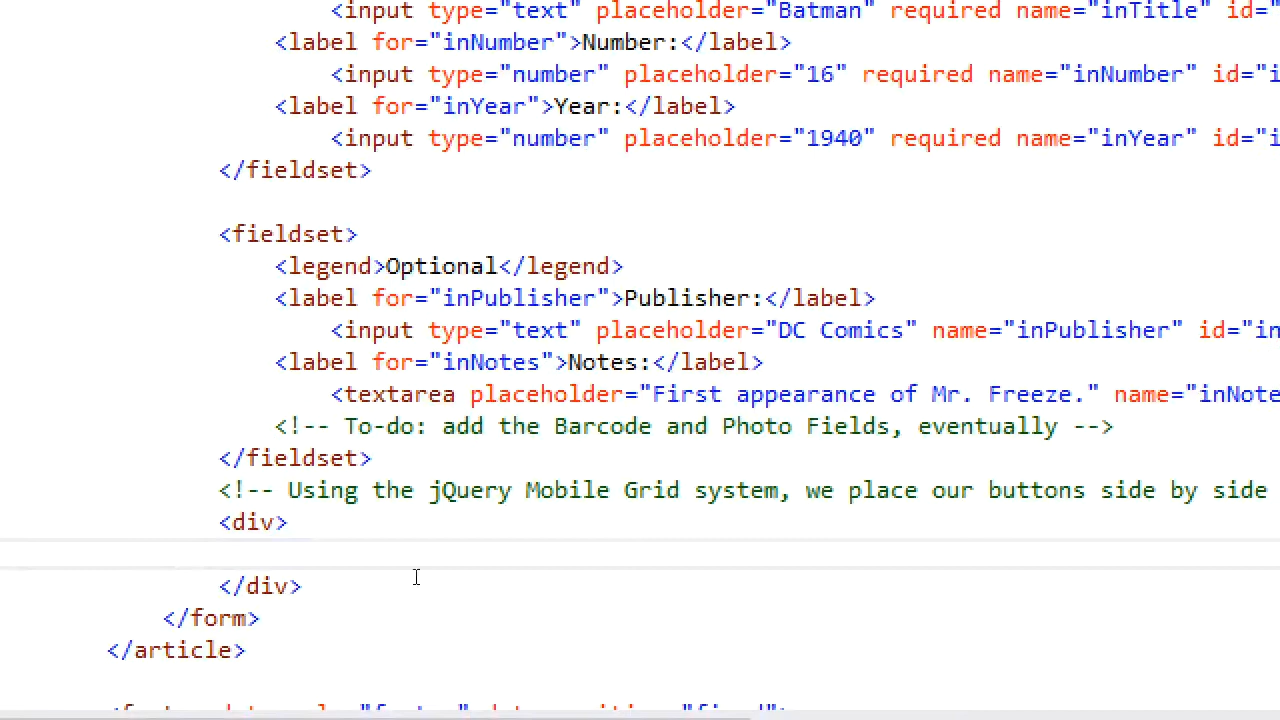 <input type="text" placeholder="Batman" required name="inTitle" id="
<label for="inNumber">Number:</label>
<input type="number" placeholder="16" required name="inNumber" id="i
<label for="inYear">Year:</label>
<input type="number" placeholder="1940" required name="inYear" id="i
</fieldset>
<fieldset>
<legend>Optional</legend>
<label for="inPublisher">Publisher:</label>
<input type="text" placeholder="DC Comics" name="inPublisher" id="in
<label for="inNotes">Notes:</label>
<textarea placeholder="First appearance of Mr. Freeze." name="inNote
<!-- To-do: add the Barcode and Photo Fields, eventually -->
</fieldset>
<!-- Using the jQuery Mobile Grid system, we place our buttons side by side
<div>
</div>
</form>
</article>